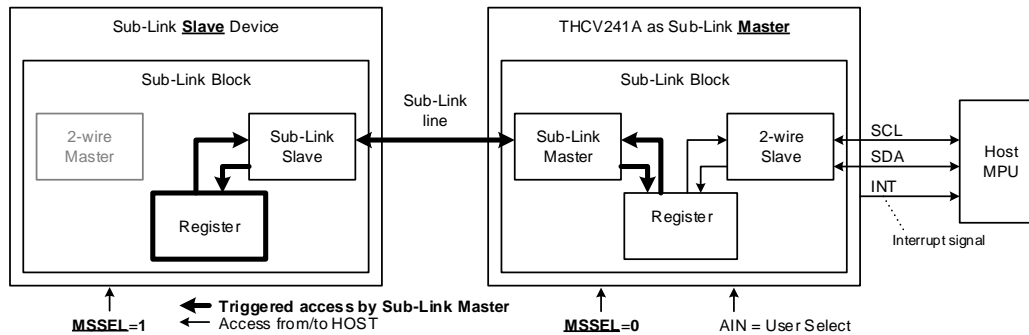 Sub-Link Slave Device
Sub-Link Block
2-wire
Master
Sub-Link
Slave
Register
MSSEL=1
Sub-Link
line
THCV241A as Sub-Link Master
Sub-Link Block
Sub-Link
Master
2-wire
Slave
Register
SCL
SDA
INT
Host
MPU
Interrupt signal
MSSEL=0
AIN = User Select
Triggered access by Sub-Link Master
Access from/to HOST